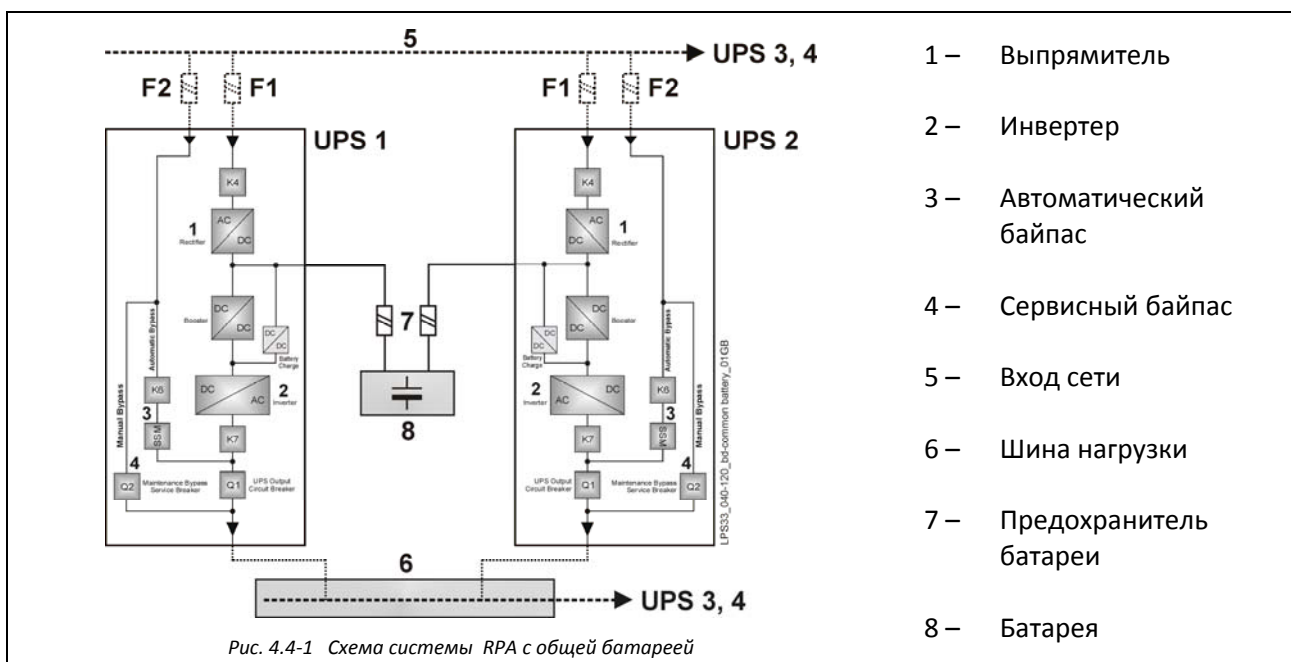 5
UPS 3, 4
F2
F1
F1
F2
UPS 1
UPS 2
K4
K4
AC
DC
1
Rectifier
AC
DC
1
Rectifier
DC
DC
Booster
DC
DC
Battery
Charge
7
DC
DC
Battery
Charge
DC
DC
Booster
Automatic Bypass
Manual Bypass
K6
3
SSM
DC
AC
2
Inverter
K7
8
2
Inverter
DC
AC
K7
Automatic Bypass
Manual Bypass
K6
3
SSM
4
Q2
Maintenance Bypass
Service Breaker
Q1
UPS Output
Circuit Breaker
UPS Output
Circuit Breaker
Q1
Maintenance Bypass
Service Breaker
4
Q2
LPS33_040-120_bd-common battery_01GB
6
UPS 3, 4
Рис. 4.4-1 Схема системы RPA с общей батареей
1 – Выпрямитель
2 – Инвертер
3 – Автоматический
байпас
4 – Сервисный байпас
5 – Вход сети
6 – Шина нагрузки
7 – Предохранитель
батареи
8 – Батарея